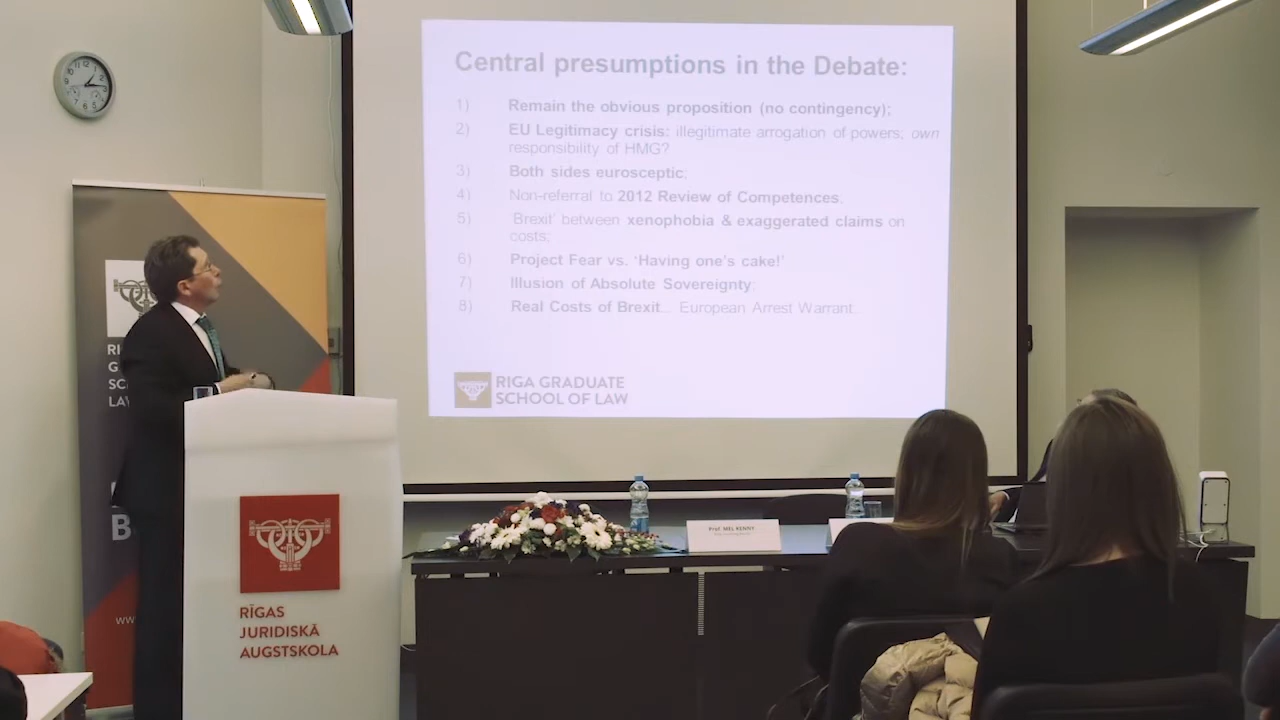 Central presumptions in the Debate:
1) Remain the obvious proposition (no contingency);
2) EU Legitimacy crisis: illegitimate arrogation of powers; own
responsibility of HMG?
3) Both sides eurosceptic;
4) Non-referral to 2012 Review of Competences;
5) 'Brexit' between xenophobia & exaggerated claims on
costs;
6) Project Fear vs. 'Having one's cake!'
7) Illusion of Absolute Sovereignty;
8) Real Costs of Brexit... European Arrest Warrant...
RIGA GRADUATE
SCHOOL OF LAW
Prof. MEL KENNY
RĪGAS
JURIDISKĀ
AUGSTSKOLA